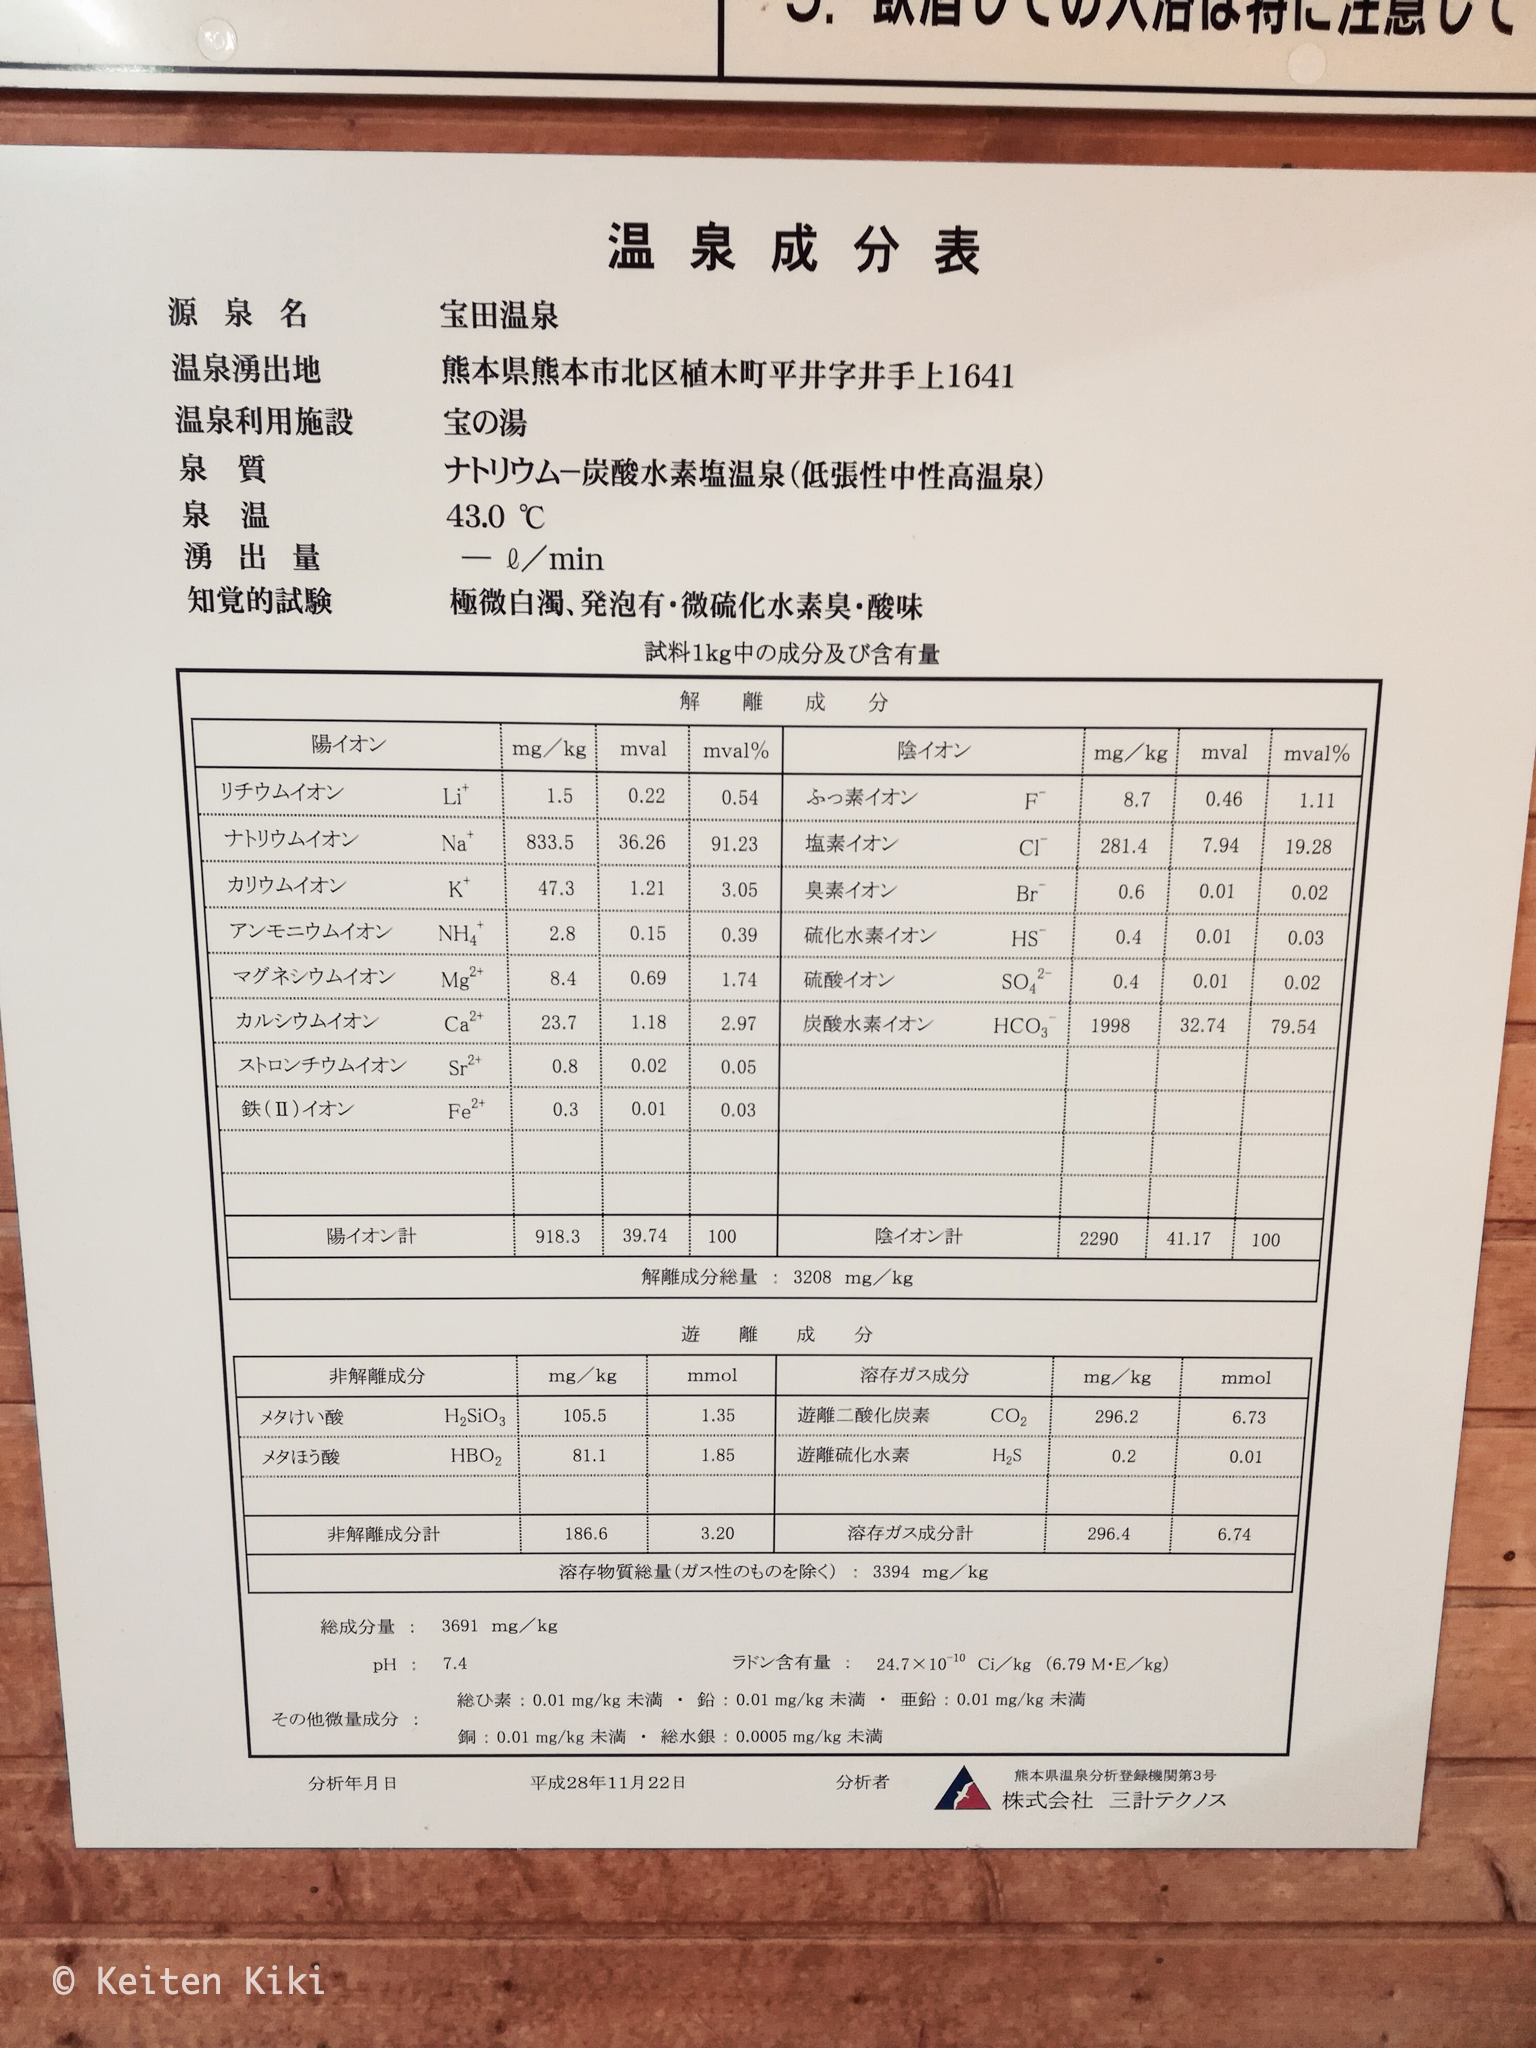 5. 飲酒しての入浴は特に注意して
温泉成分表
源泉名 宝田温泉
温泉湧出地 熊本県熊本市北区植木町平井字井手上1641
温泉利用施設 宝の湯
泉質 ナトリウムー炭酸水素塩温泉(低張性中性高温泉)
泉温 43.0 ℃
湧出量 ― ℓ/min
知覚的試験 極微白濁、発泡有・微硫化水素臭・酸味
試料1kg中の成分及び含有量
解離成分
陽イオン mg/kg mval mval% 陰イオン mg/kg mval mval%
リチウムイオン Li⁺ 1.5 0.22 0.54 ふっ素イオン F⁻ 8.7 0.46 1.11
ナトリウムイオン Na⁺ 833.5 36.26 91.23 塩素イオン Cl⁻ 281.4 7.94 19.28
カリウムイオン K⁺ 47.3 1.21 3.05 臭素イオン Br⁻ 0.6 0.01 0.02
アンモニウムイオン NH₄⁺ 2.8 0.15 0.39 硫化水素イオン HS⁻ 0.4 0.01 0.03
マグネシウムイオン Mg²⁺ 8.4 0.69 1.74 硫酸イオン SO₄²⁻ 0.4 0.01 0.02
カルシウムイオン Ca²⁺ 23.7 1.18 2.97 炭酸水素イオン HCO₃⁻ 1998 32.74 79.54
ストロンチウムイオン Sr²⁺ 0.8 0.02 0.05
鉄(Ⅱ)イオン Fe²⁺ 0.3 0.01 0.03
陽イオン計 918.3 39.74 100 陰イオン計 2290 41.17 100
解離成分総量 : 3208 mg/kg
遊離成分
非解離成分 mg/kg mmol 溶存ガス成分 mg/kg mmol
メタけい酸 H₂SiO₃ 105.5 1.35 遊離二酸化炭素 CO₂ 296.2 6.73
メタほう酸 HBO₂ 81.1 1.85 遊離硫化水素 H₂S 0.2 0.01
非解離成分計 186.6 3.20 溶存ガス成分計 296.4 6.74
溶存物質総量(ガス性のものを除く) : 3394 mg/kg
総成分量 : 3691 mg/kg
pH : 7.4 ラドン含有量 : 24.7×10⁻¹⁰ Ci/kg (6.79 M・E/kg)
その他微量成分 : 総ひ素 : 0.01 mg/kg 未満 ・ 鉛 : 0.01 mg/kg 未満 ・ 亜鉛 : 0.01 mg/kg 未満
銅 : 0.01 mg/kg 未満 ・ 総水銀 : 0.0005 mg/kg 未満
分析年月日 平成28年11月22日 分析者 熊本県温泉分析登録機関第3号
株式会社 三計テクノス
© Keiten Kiki